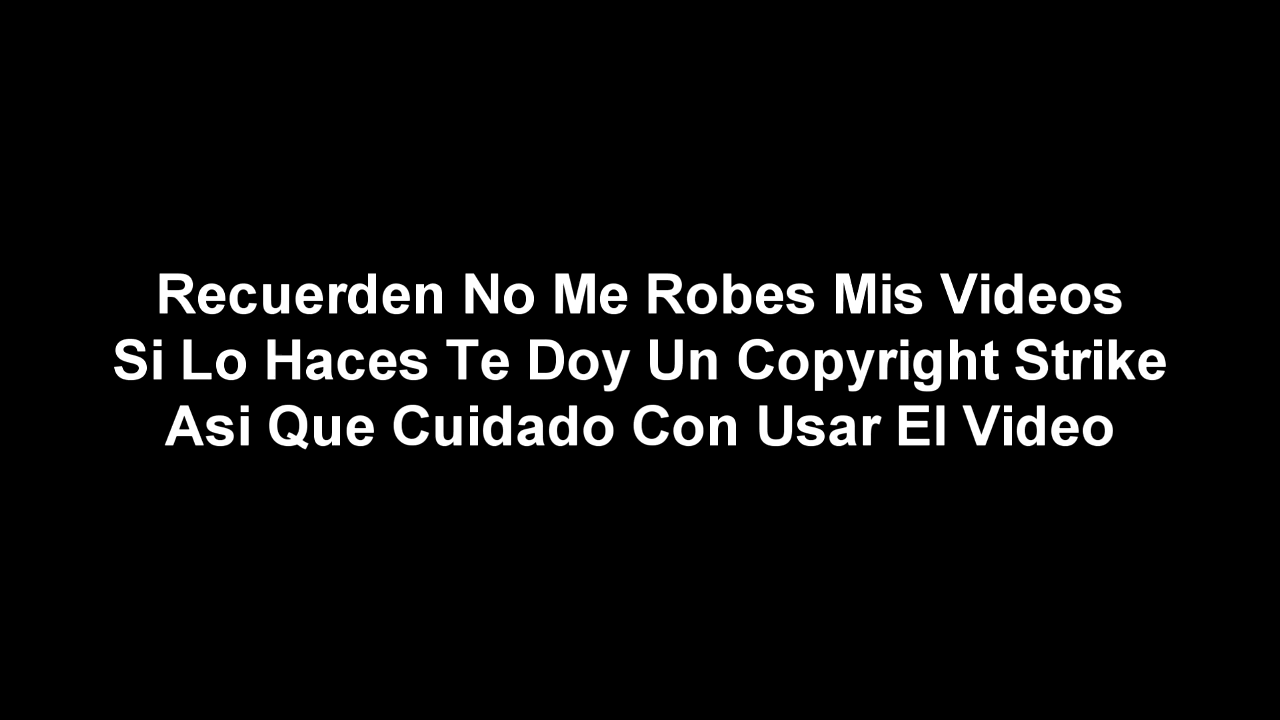 Recuerden No Me Robes Mis Videos
Si Lo Haces Te Doy Un Copyright Strike
Asi Que Cuidado Con Usar El Video